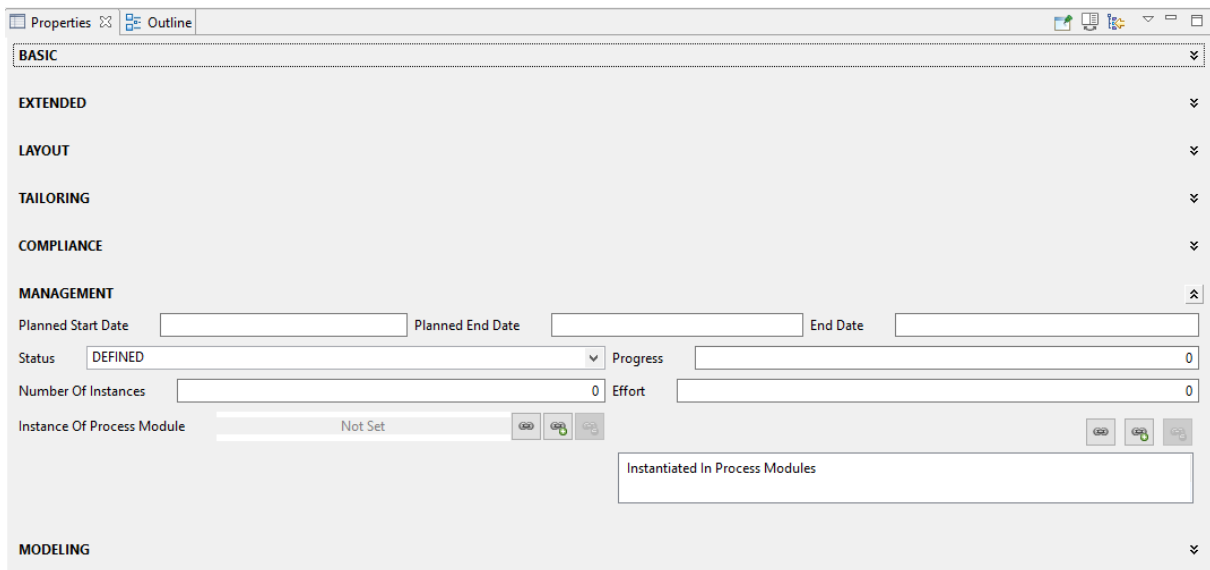 Properties Outline
BASIC
EXTENDED
LAYOUT
TAILORING
COMPLIANCE
MANAGEMENT
Planned Start Date Planned End Date End Date
Status DEFINED Progress 0
Number Of Instances 0 Effort 0
Instance Of Process Module Not Set
Instantiated In Process Modules
MODELING